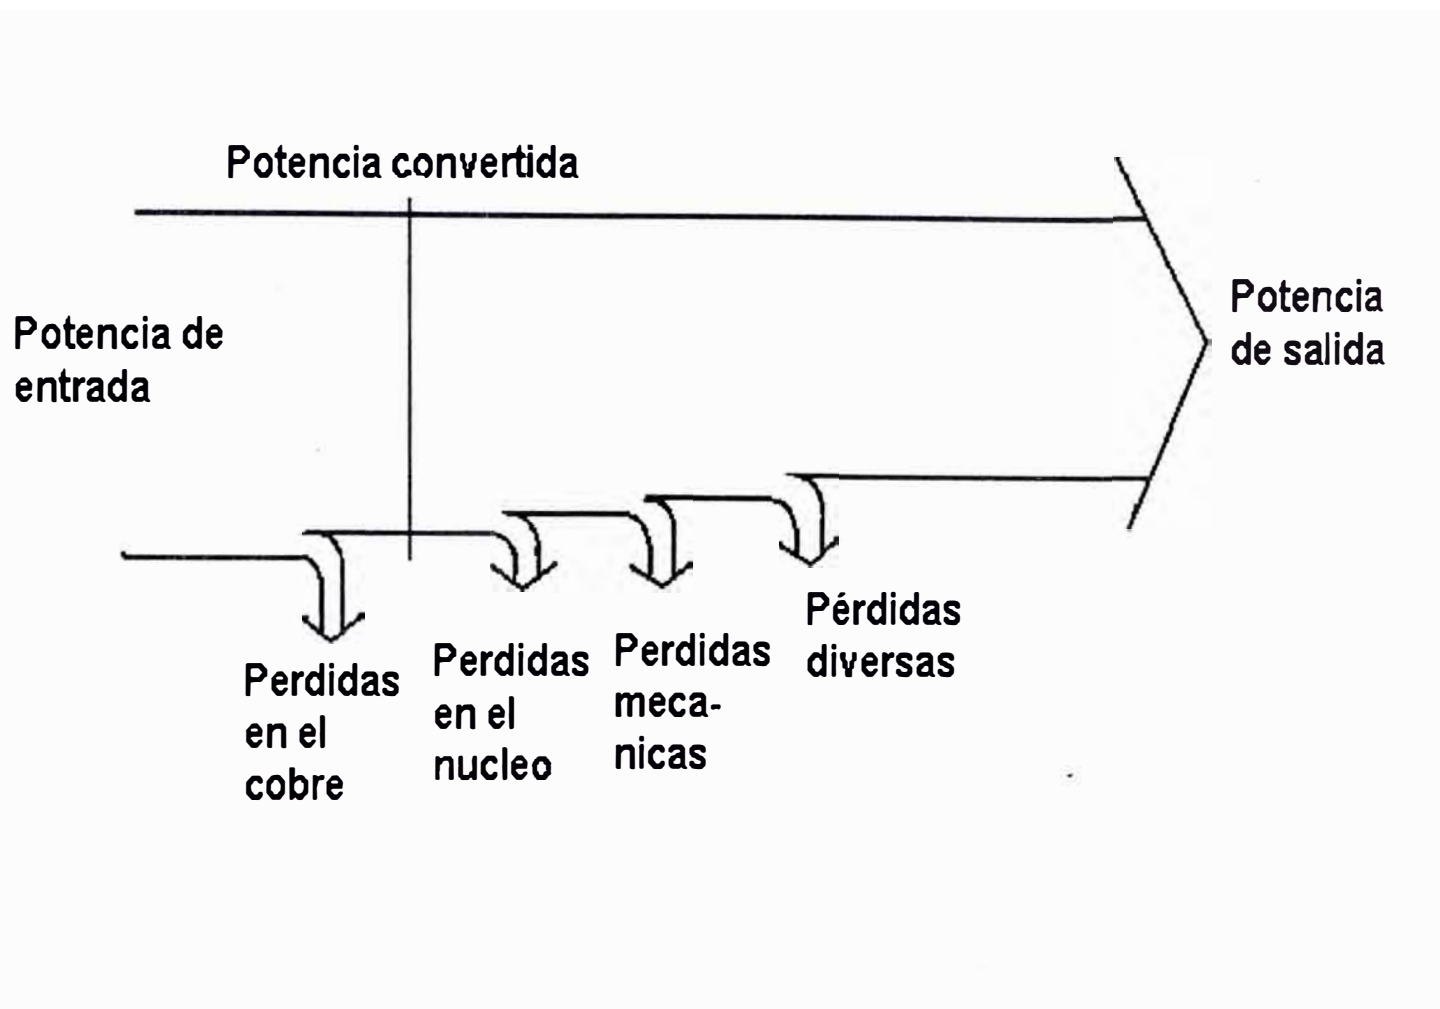 Potencia convertida
Potencia de
entrada
Potencia
de salida
Perdidas
en el
cobre
Perdidas
en el
nucleo
Perdidas
meca-
nicas
Pérdidas
diversas